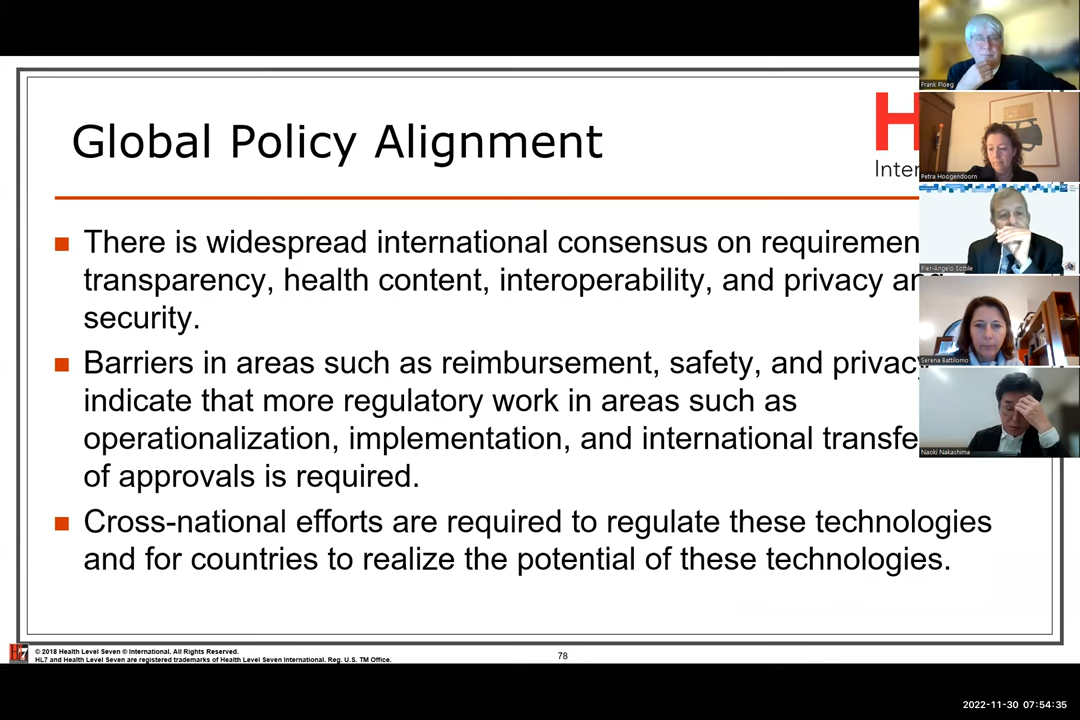 Global Policy Alignment
H
Inter
There is widespread international consensus on requiremen
transparency, health content, interoperability, and privacy and
security.
Barriers in areas such as reimbursement, safety, and privacy
indicate that more regulatory work in areas such as
operationalization, implementation, and international transfe
of approvals is required.
Cross-national efforts are required to regulate these technologies
and for countries to realize the potential of these technologies.
Frank Ploeg
Petra Hoogendoorn
Pier-Angelo Sottile
Serena Battilomo
Naoki Nakashima
HL7
© 2018 Health Level Seven ® International. All Rights Reserved.
HL7 and Health Level Seven are registered trademarks of Health Level Seven International. Reg. U.S. TM Office.
78
2022-11-30 07:54:35